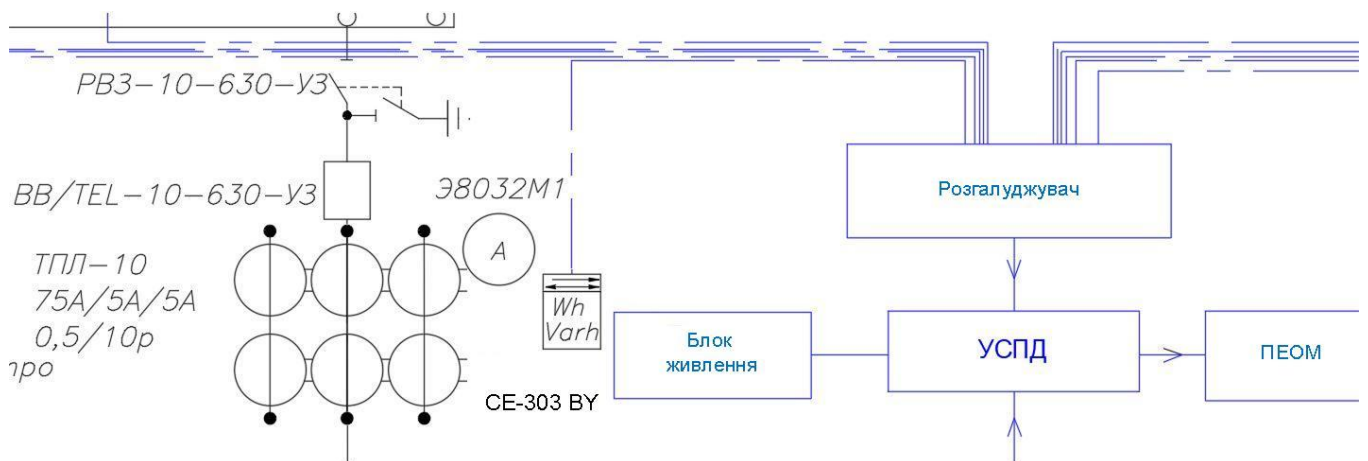 РВЗ-10-630-УЗ
ВВ/TEL-10-630-УЗ
Э8032М1
A
ТПЛ-10
75А/5А/5А
0,5/10р
про
Wh
Varh
СЕ-303 BY
Розгалуджувач
Блок
живлення
УСПД
ПЕОМ